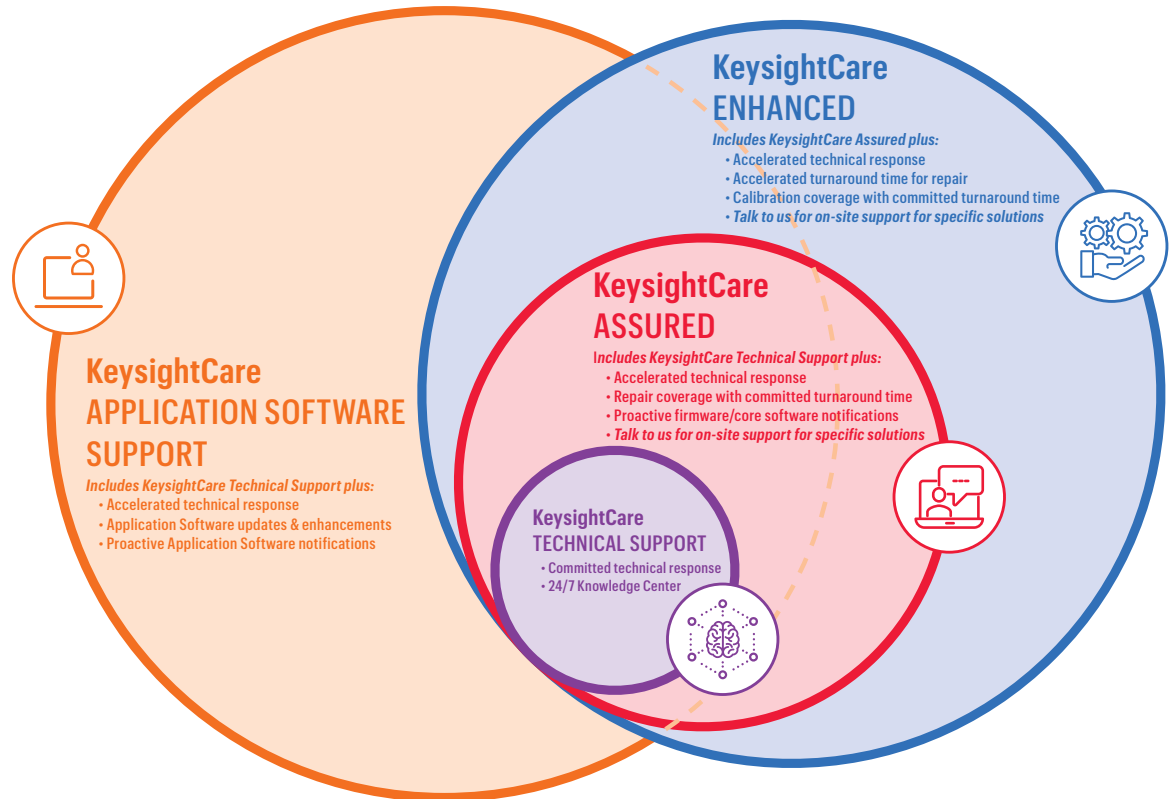 KeysightCare
ENHANCED
Includes KeysightCare Assured plus:
• Accelerated technical response
• Accelerated turnaround time for repair
• Calibration coverage with committed turnaround time
• Talk to us for on-site support for specific solutions
KeysightCare
ASSURED
Includes KeysightCare Technical Support plus:
• Accelerated technical response
• Repair coverage with committed turnaround time
• Proactive firmware/core software notifications
• Talk to us for on-site support for specific solutions
KeysightCare
APPLICATION SOFTWARE
SUPPORT
Includes KeysightCare Technical Support plus:
• Accelerated technical response
• Application Software updates & enhancements
• Proactive Application Software notifications
KeysightCare
TECHNICAL SUPPORT
• Committed technical response
• 24/7 Knowledge Center